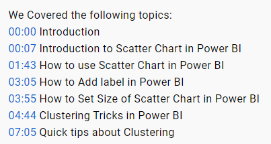 We Covered the following topics:
00:00 Introduction
00:07 Introduction to Scatter Chart in Power BI
01:43 How to use Scatter Chart in Power BI
03:05 How to Add label in Power BI
03:55 How to Set Size of Scatter Chart in Power BI
04:44 Clustering Tricks in Power BI
07:05 Quick tips about Clustering